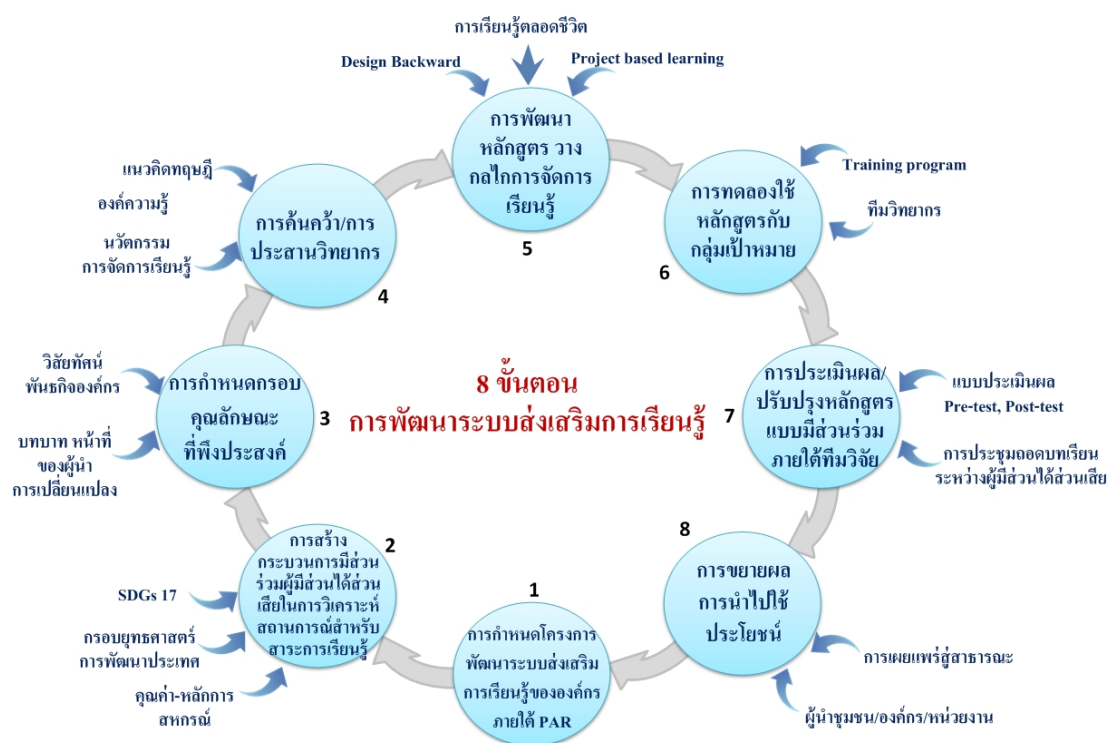 การเรียนรู้ตลอดชีวิต
Design Backward
Project based learning
การพัฒนา
หลักสูตร วาง
กลไกการจัดการ
เรียนรู้
5
แนวคิดทฤษฎี
องค์ความรู้
นวัตกรรม
การจัดการเรียนรู้
การค้นคว้า/การ
ประสานวิทยากร
4
Training program
ทีมวิทยากร
การทดลองใช้
หลักสูตรกับ
กลุ่มเป้าหมาย
6
8 ขั้นตอน
การพัฒนาระบบส่งเสริมการเรียนรู้
วิสัยทัศน์
พันธกิจองค์กร
บทบาท หน้าที่
ของผู้นำ
การเปลี่ยนแปลง
การกำหนดกรอบ
คุณลักษณะ
ที่พึงประสงค์
3
การประเมินผล/
ปรับปรุงหลักสูตร
แบบมีส่วนร่วม
ภายใต้ทีมวิจัย
7
แบบประเมินผล
Pre-test, Post-test
การประชุมถอดบทเรียน
ระหว่างผู้มีส่วนได้ส่วนเสีย
2
การสร้าง
กระบวนการมีส่วน
ร่วมผู้มีส่วนได้ส่วน
เสียในการวิเคราะห์
สถานการณ์สำหรับ
สาระการเรียนรู้
SDGs 17
กรอบยุทธศาสตร์
การพัฒนาประเทศ
คุณค่า-หลักการ
สหกรณ์
1
การกำหนดโครงการ
พัฒนาระบบส่งเสริม
การเรียนรู้ขององค์กร
ภายใต้ PAR
8
การขยายผล
การนำไปใช้
ประโยชน์
การเผยแพร่สู่สาธารณะ
ผู้นำชุมชน/องค์กร/หน่วยงาน